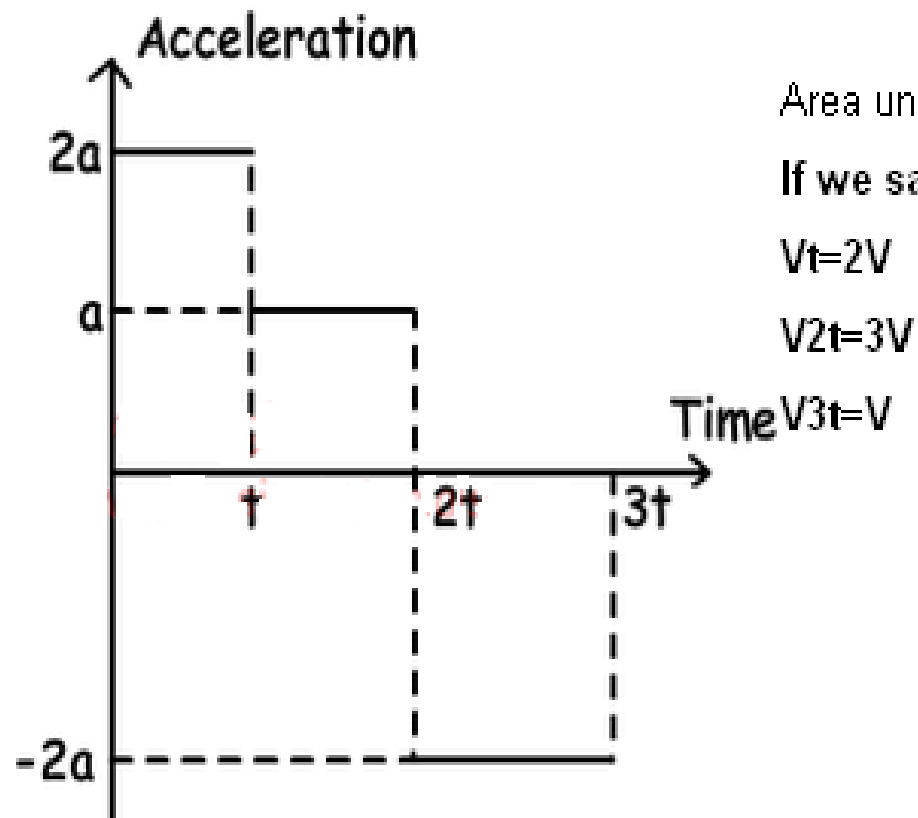 Acceleration
2a
a
-2a
t
2t
3t
Time
Area un
If we sa
Vt=2V
V2t=3V
V3t=V